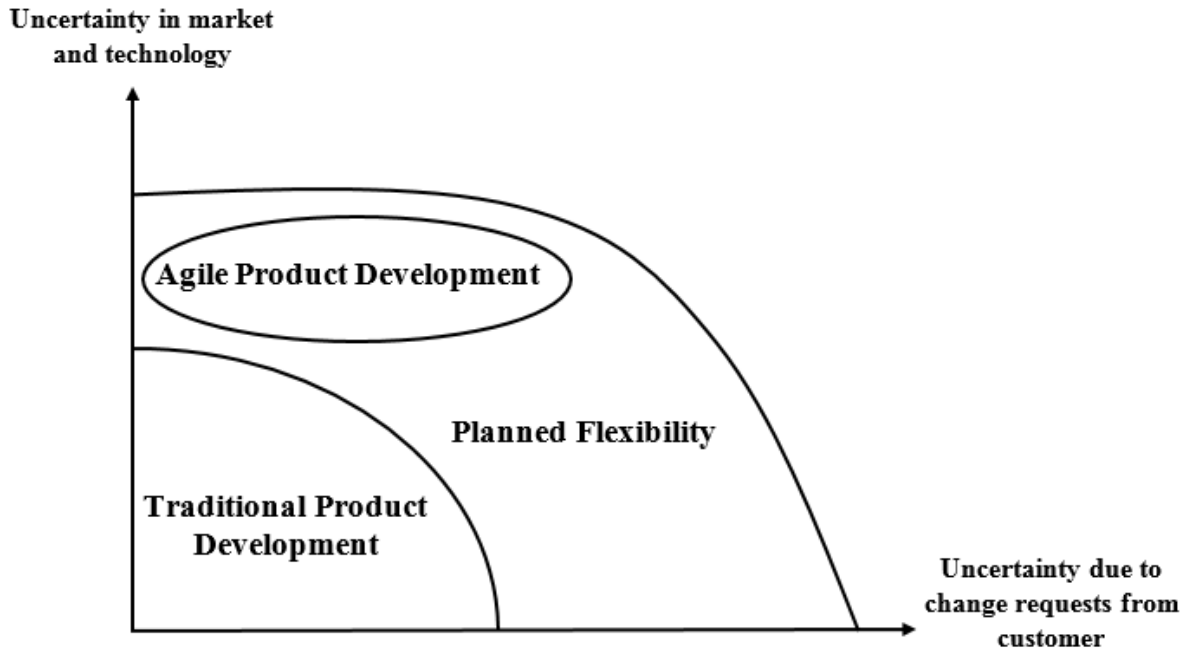 Uncertainty in market
and technology
Agile Product Development
Planned Flexibility
Traditional Product
Development
Uncertainty due to
change requests from
customer